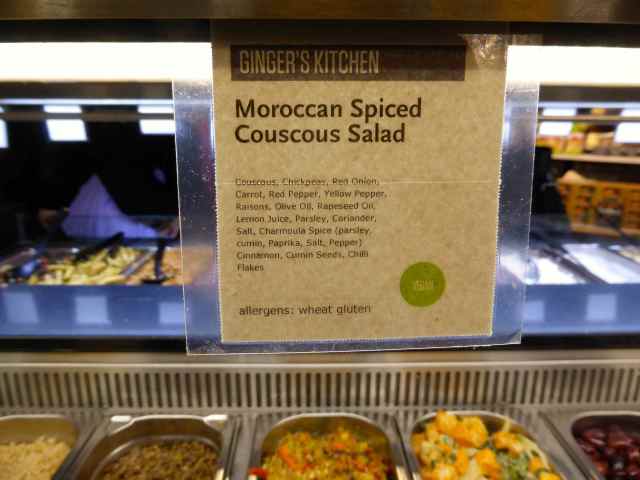 GINGER'S KITCHEN
Moroccan Spiced
Couscous Salad
Couscous, Chickpeas, Red Onion,
Carrot, Red Pepper, Yellow Pepper,
Raisons, Olive Oil, Rapeseed Oil,
Lemon Juice, Parsley, Coriander,
Salt, Charmoula Spice (parsley,
cumin, Paprika, Salt, Pepper)
Cinnamon, Cumin Seeds, Chilli
Flakes
VEGAN
allergens: wheat gluten